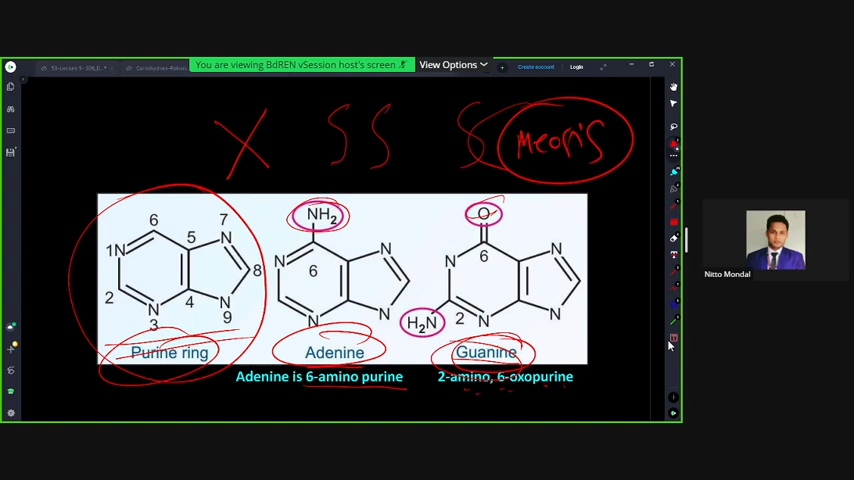 You are viewing BdREN vSession host's screen
View Options
Create account
Login
X S S S
NH2
O
6 7
1N 5 N
8
2 4 N
N 9
3
N 6 N
N N
N 6 N
H2N 2 N N
Purine ring
Adenine
Guanine
Adenine is 6-amino purine
2-amino, 6-oxopurine
Nitto Mondal